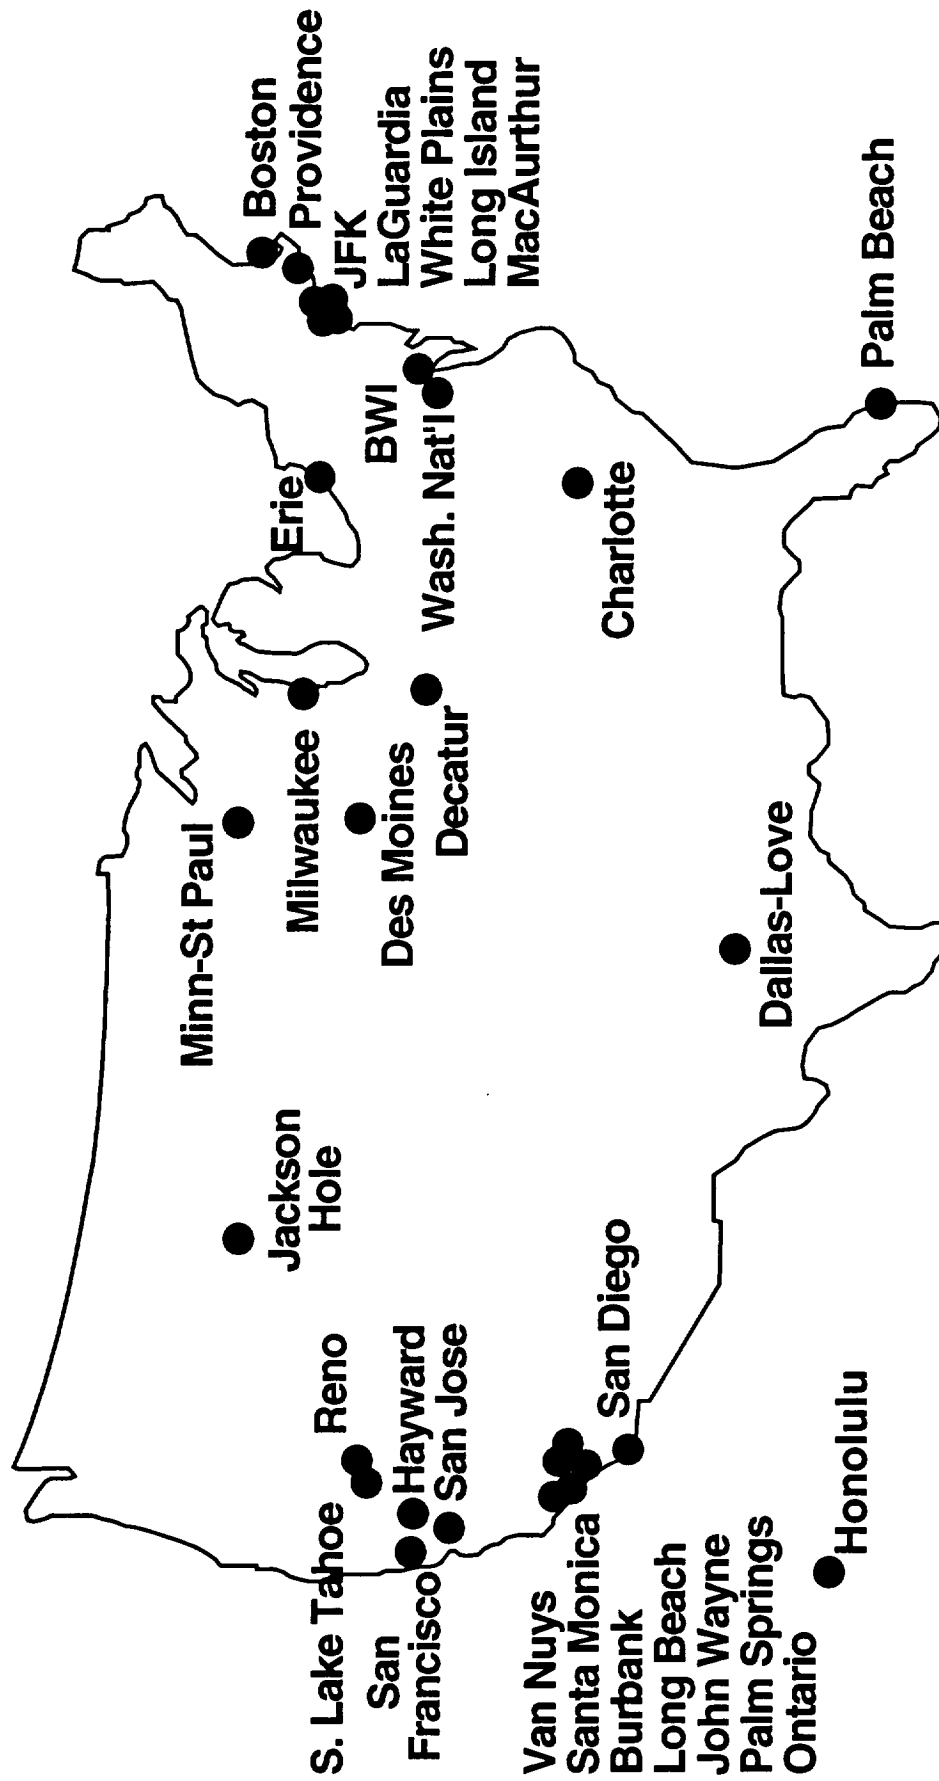 Boston
Providence
JFK
LaGuardia
White Plains
Long Island
MacAurthur
BWI
Wash. Nat'l
Erie
Charlotte
Palm Beach
Minn-St Paul
Milwaukee
Des Moines
Decatur
Dallas-Love
Jackson
Hole
Reno
S. Lake Tahoe
Hayward
San Jose
San
Francisco
San Diego
Van Nuys
Santa Monica
Burbank
Long Beach
John Wayne
Palm Springs
Ontario
Honolulu